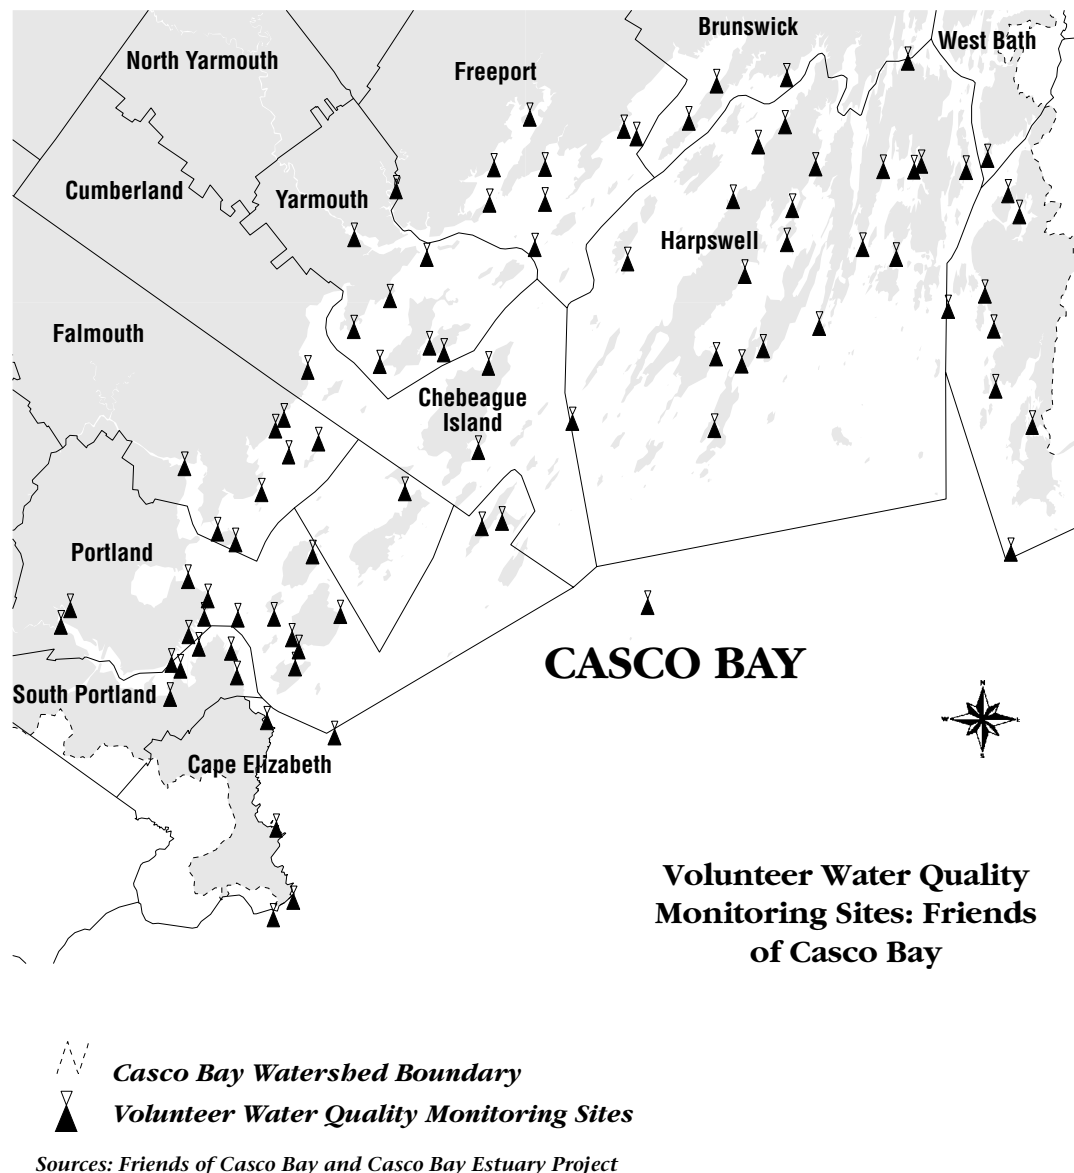 Brunswick
West Bath
North Yarmouth
Freeport
Cumberland
Yarmouth
Harpswell
Falmouth
Chebeague
Island
Portland
CASCO BAY
South Portland
N
W
E
S
Cape Elizabeth
Volunteer Water Quality
Monitoring Sites: Friends
of Casco Bay
Casco Bay Watershed Boundary
Volunteer Water Quality Monitoring Sites
Sources: Friends of Casco Bay and Casco Bay Estuary Project